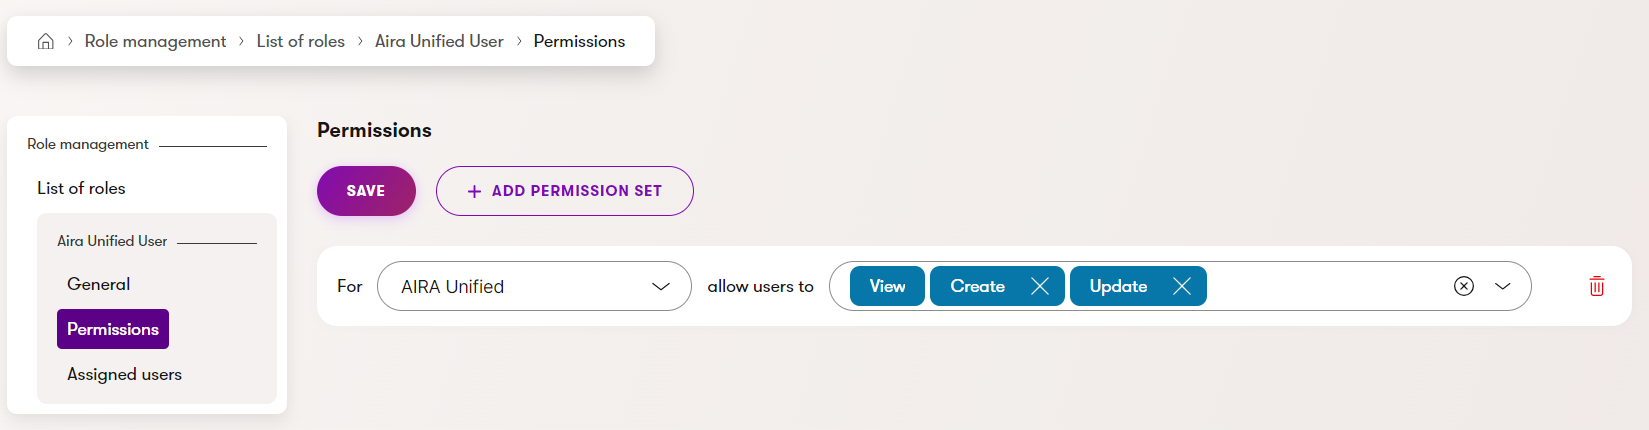 Role management > List of roles > Aira Unified User > Permissions
Role management
List of roles
Aira Unified User
General
Permissions
Assigned users
Permissions
SAVE
+ ADD PERMISSION SET
For AIRA Unified allow users to View Create Update